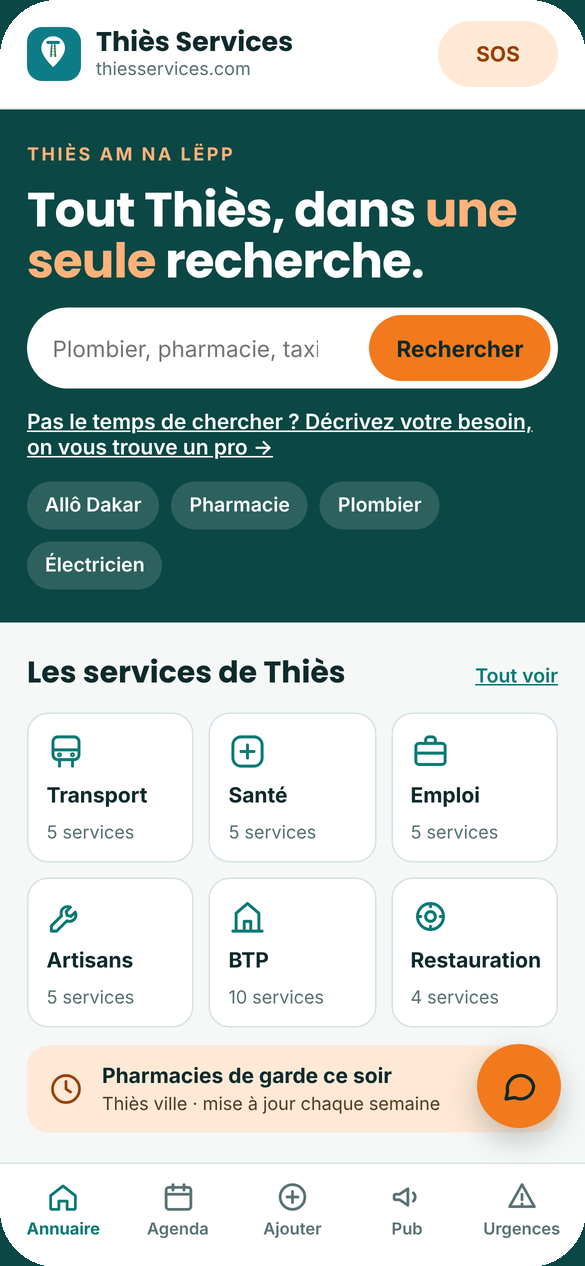 Thiès Services
thiesservices.com
SOS
THIÈS AM NA LËPP
Tout Thiès, dans une
seule recherche.
Plombier, pharmacie, taxi
Rechercher
Pas le temps de chercher ? Décrivez votre besoin,
on vous trouve un pro →
Allô Dakar
Pharmacie
Plombier
Électricien
Les services de Thiès
Tout voir
Transport
5 services
Santé
5 services
Emploi
5 services
Artisans
5 services
BTP
10 services
Restauration
4 services
Pharmacies de garde ce soir
Thiès ville · mise à jour chaque semaine
Annuaire
Agenda
Ajouter
Pub
Urgences